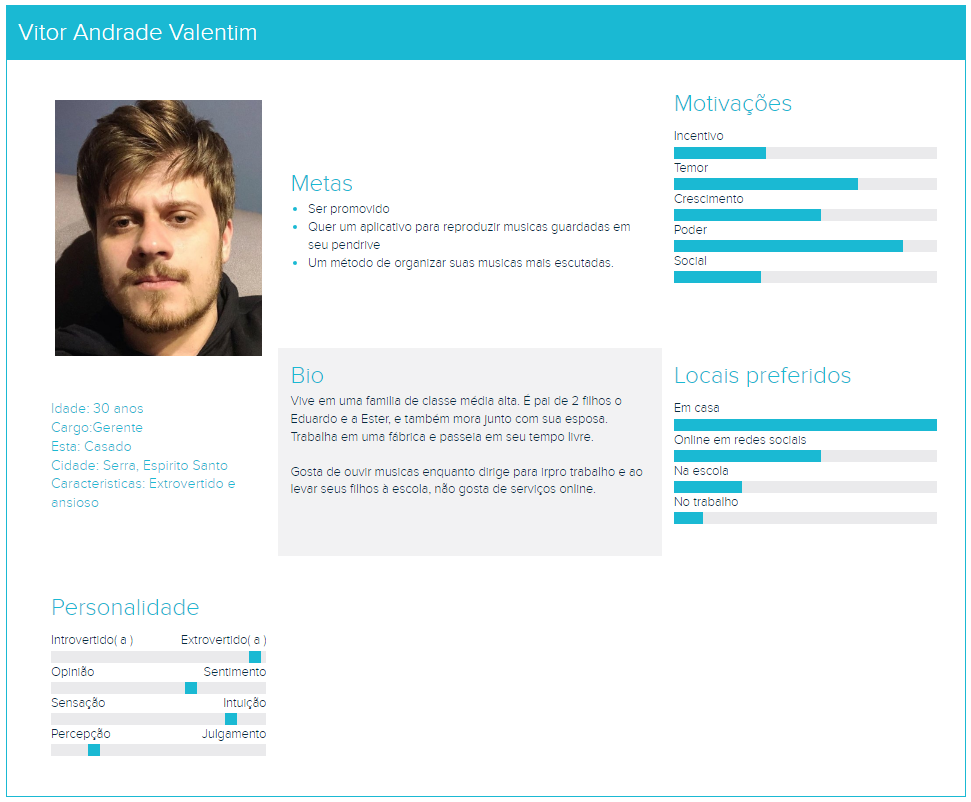 Vitor Andrade Valentim
Metas
Ser promovido
Quer um aplicativo para reproduzir musicas guardadas em
seu pendrive
Um método de organizar suas musicas mais escutadas.
Motivações
Incentivo
Temor
Crescimento
Poder
Social
Idade: 30 anos
Cargo:Gerente
Esta: Casado
Cidade: Serra, Espirito Santo
Caracteristicas: Extrovertido e
ansioso
Bio
Vive em uma familia de classe média alta. É pai de 2 filhos o
Eduardo e a Ester, e também mora junto com sua esposa.
Trabalha em uma fábrica e passeia em seu tempo livre.
Gosta de ouvir musicas enquanto dirige para irpro trabalho e ao
levar seus filhos à escola, não gosta de serviços online.
Locais preferidos
Em casa
Online em redes sociais
Na escola
No trabalho
Personalidade
Introvertido( a ) Extrovertido( a )
Opinião Sentimento
Sensação Intuição
Percepção Julgamento